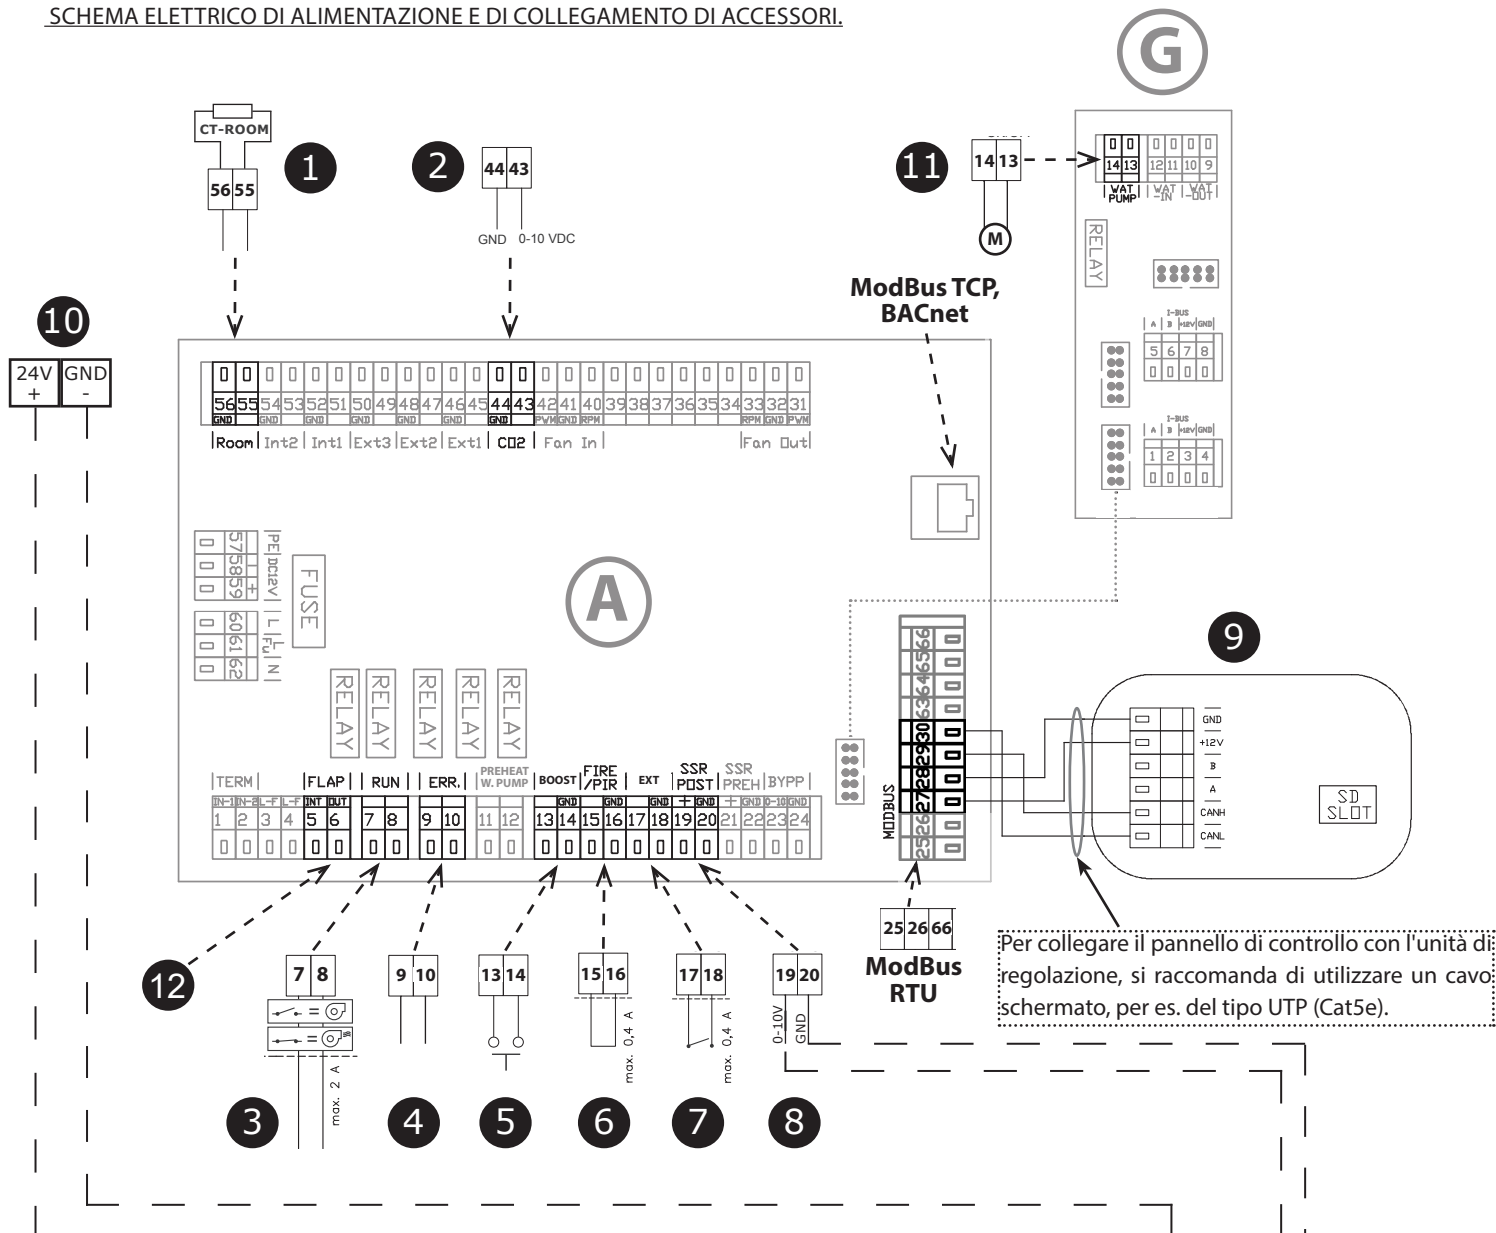 SCHEMA ELETTRICO DI ALIMENTAZIONE E DI COLLEGAMENTO DI ACCESSORI.
G
CT-ROOM
1
56 55
2
44 43
GND 0-10 VDC
11
14 13
M
14 13 12 11 10 9
WAT PUMP
WAT -IN
WAT -OUT
RELAY
I-BUS
A B +12V GND
5 6 7 8
I-BUS
A B +12V GND
1 2 3 4
ModBus TCP,
BACnet
10
24V
+
GND
-
56 55 54 53 52 51 50 49 48 47 46 45 44 43 42 41 40 39 38 37 36 35 34 33 32 31
GND GND GND GND GND GND GND PWM GND RPM RPM GND PWM
Room Int2 Int1 Ext3 Ext2 Ext1 CO2 Fan In Fan Out
57 58 59
PE DC12V - +
60 61 62
L L Fu N
FUSE
A
RELAY
RELAY
RELAY
RELAY
RELAY
66 65 64 63 30 29 28 27 26 25
MODBUS
9
GND
+12V
B
A
CANH
CANL
SD
SLOT
TERM FLAP RUN ERR. PREHEAT W. PUMP BOOST FIRE /PIR EXT SSR POST SSR PREH BYPP
IN-1 IN-2 L-F L-F INT OUT GND GND GND + GND + GND 0-10 GND
1 2 3 4 5 6 7 8 9 10 11 12 13 14 15 16 17 18 19 20 21 22 23 24
12
7 8
=
=
max. 2 A
3
9 10
4
13 14
5
15 16
max. 0,4 A
6
17 18
max. 0,4 A
7
19 20
0-10V
GND
8
25 26 66
ModBus
RTU
Per collegare il pannello di controllo con l'unità di
regolazione, si raccomanda di utilizzare un cavo
schermato, per es. del tipo UTP (Cat5e).